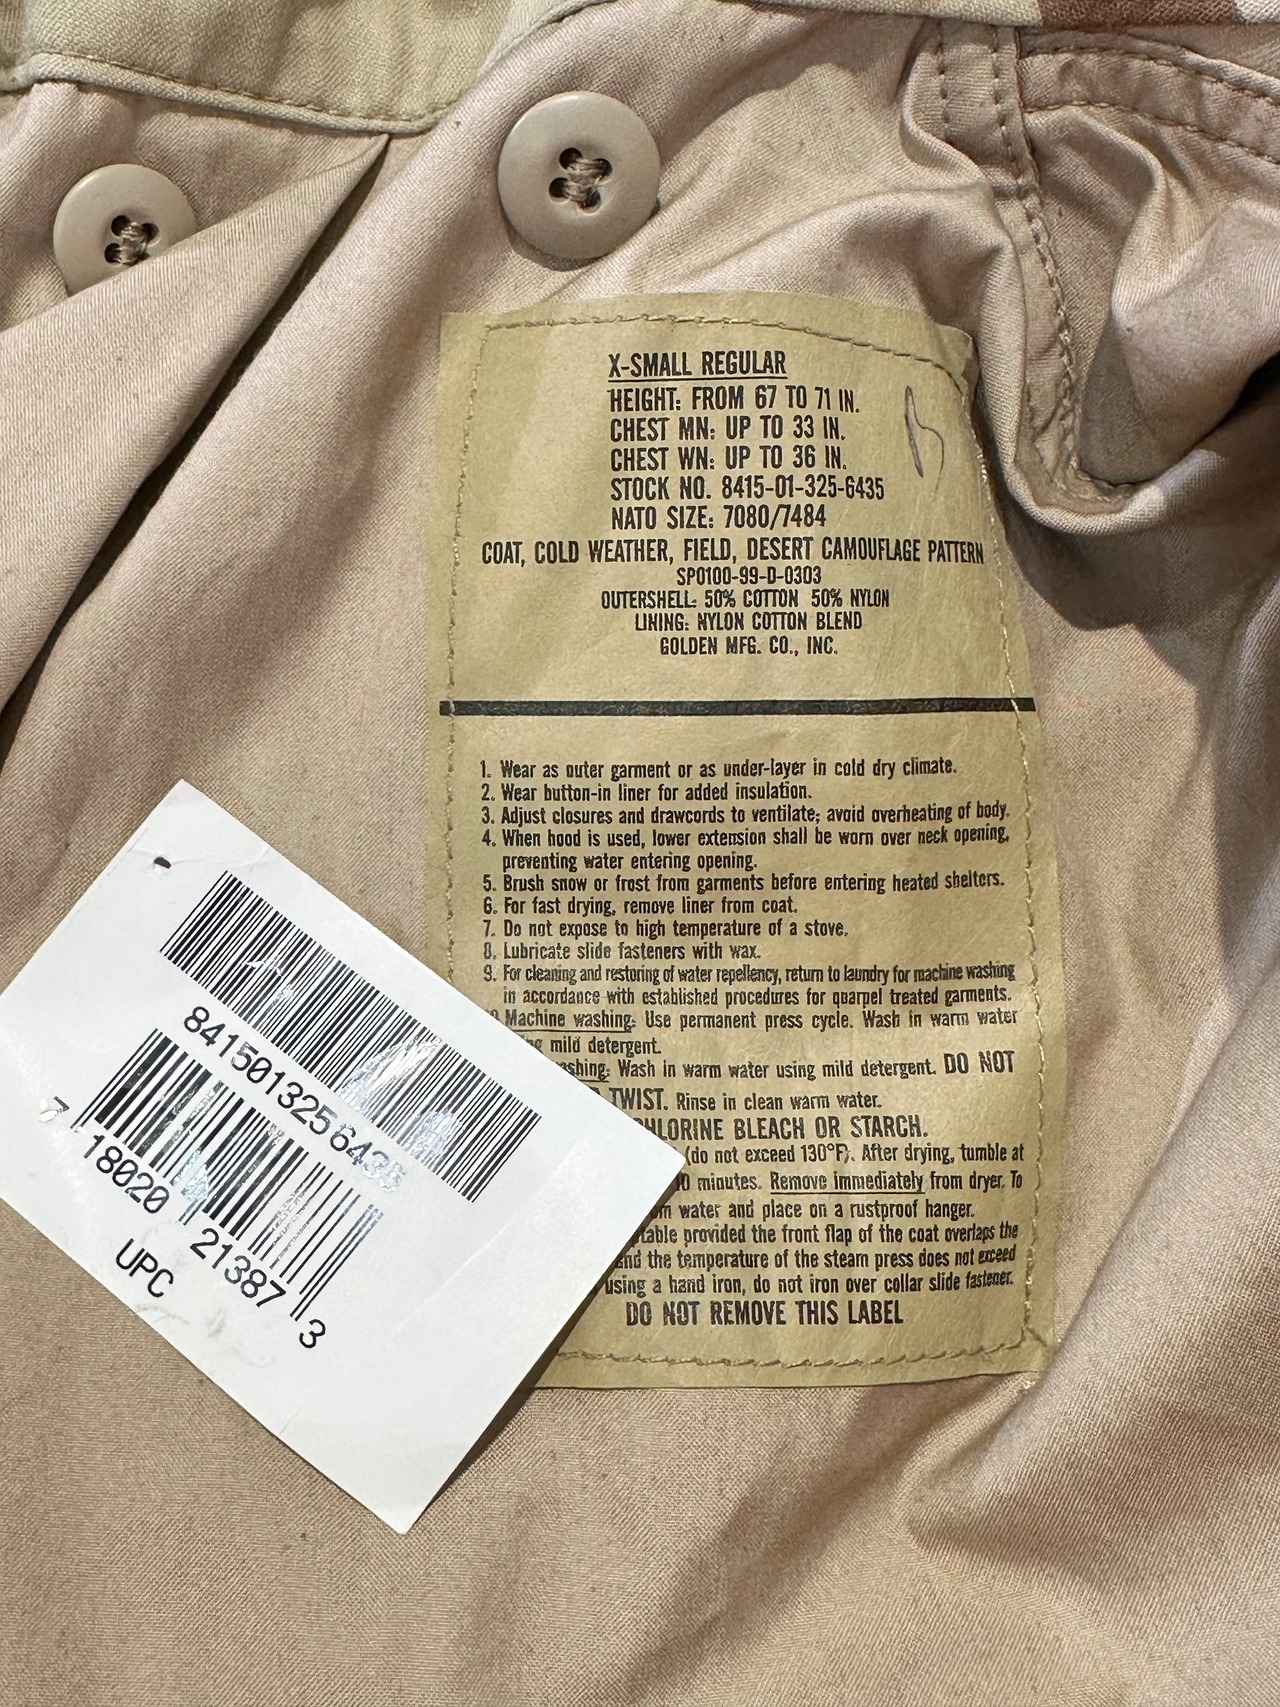 X-SMALL REGULAR
HEIGHT: FROM 67 TO 71 IN.
CHEST MN: UP TO 33 IN.
CHEST WN: UP TO 36 IN.
STOCK NO. 8415-01-325-6435
NATO SIZE: 7080/7484
COAT, COLD WEATHER, FIELD, DESERT CAMOUFLAGE PATTERN
SP0100-99-D-0303
OUTERSHELL: 50% COTTON 50% NYLON
LINING: NYLON COTTON BLEND
GOLDEN MFG. CO., INC.
1. Wear as outer garment or as under-layer in cold dry climate.
2. Wear button-in liner for added insulation.
3. Adjust closures and drawcords to ventilate; avoid overheating of body.
4. When hood is used, lower extension shall be worn over neck opening,
preventing water entering opening.
5. Brush snow or frost from garments before entering heated shelters.
6. For fast drying, remove liner from coat.
7. Do not expose to high temperature of a stove.
8. Lubricate slide fasteners with wax.
9. For cleaning and restoring of water repellency, return to laundry for machine washing
in accordance with established procedures for quarpel treated garments.
Machine washing: Use permanent press cycle. Wash in warm water
mild detergent.
Wash in warm water using mild detergent. DO NOT
TWIST. Rinse in clean warm water.
BLEACH OR STARCH.
(do not exceed 130°F). After drying, tumble at
minutes. Remove immediately from dryer. To
water and place on a rustproof hanger.
provided the front flap of the coat overlaps the
the temperature of the steam press does not exceed
using a hand iron, do not iron over collar slide fastener.
DO NOT REMOVE THIS LABEL
8415013256435
7 18020 21387 3
UPC